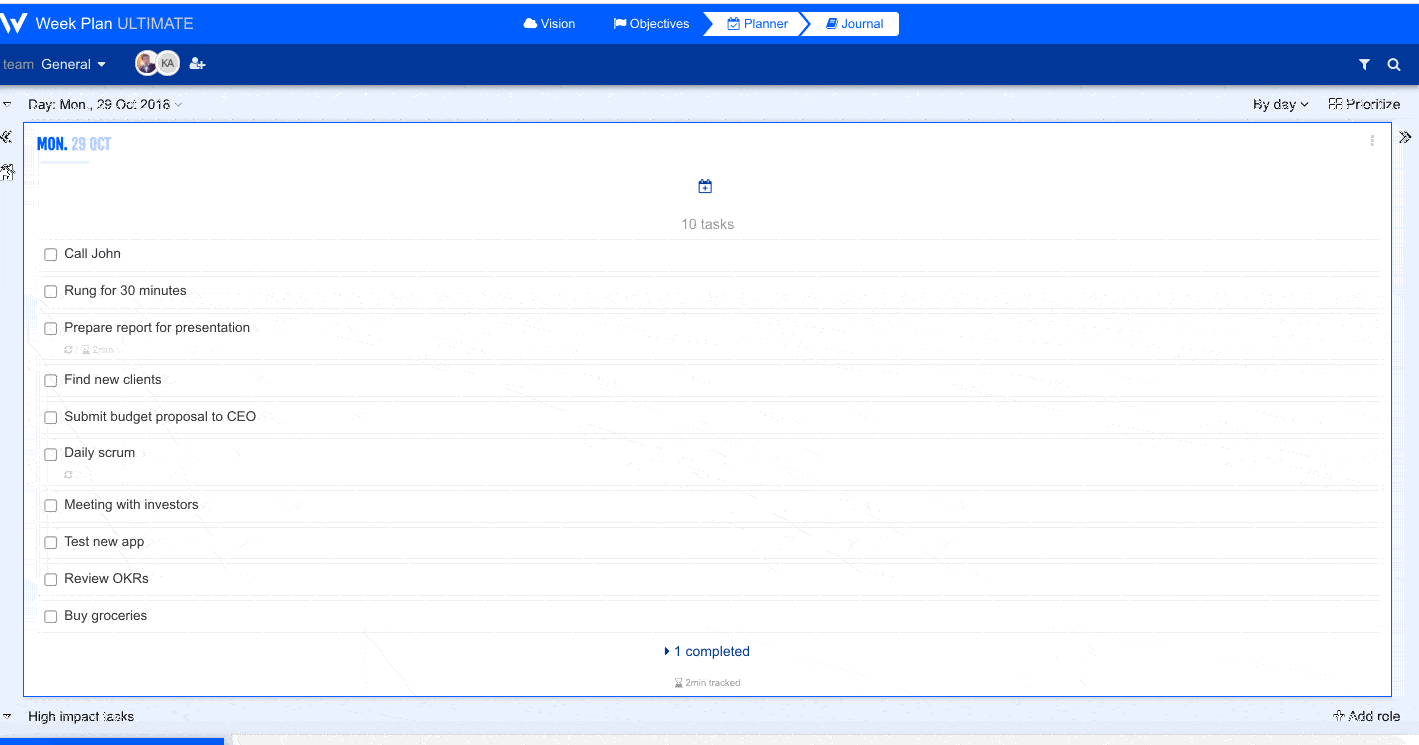 Week Plan ULTIMATE
Vision
Objectives
Planner
Journal
team General
KA
Day: Mon., 29 Oct 2018
By day
Prioritize
MON. 29 OCT
10 tasks
Call John
Rung for 30 minutes
Prepare report for presentation
2min
Find new clients
Submit budget proposal to CEO
Daily scrum
Meeting with investors
Test new app
Review OKRs
Buy groceries
1 completed
2min tracked
High impact tasks
Add role